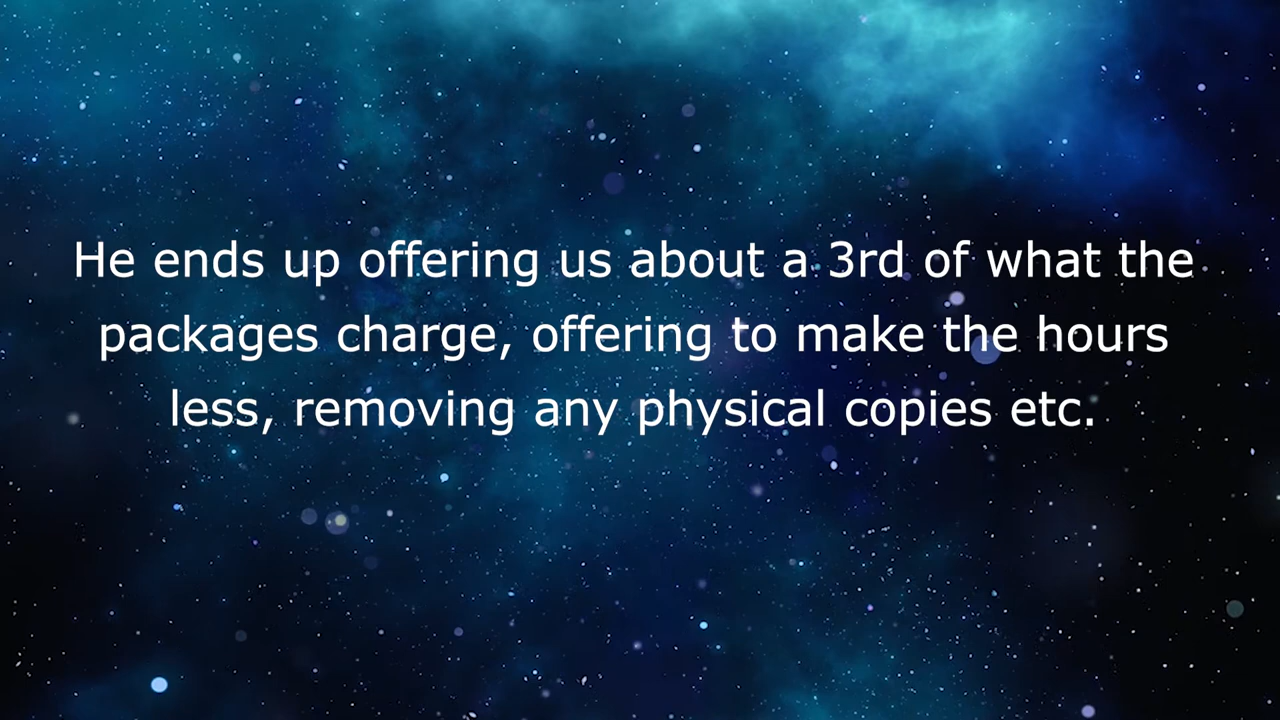 He ends up offering us about a 3rd of what the
packages charge, offering to make the hours
less, removing any physical copies etc.